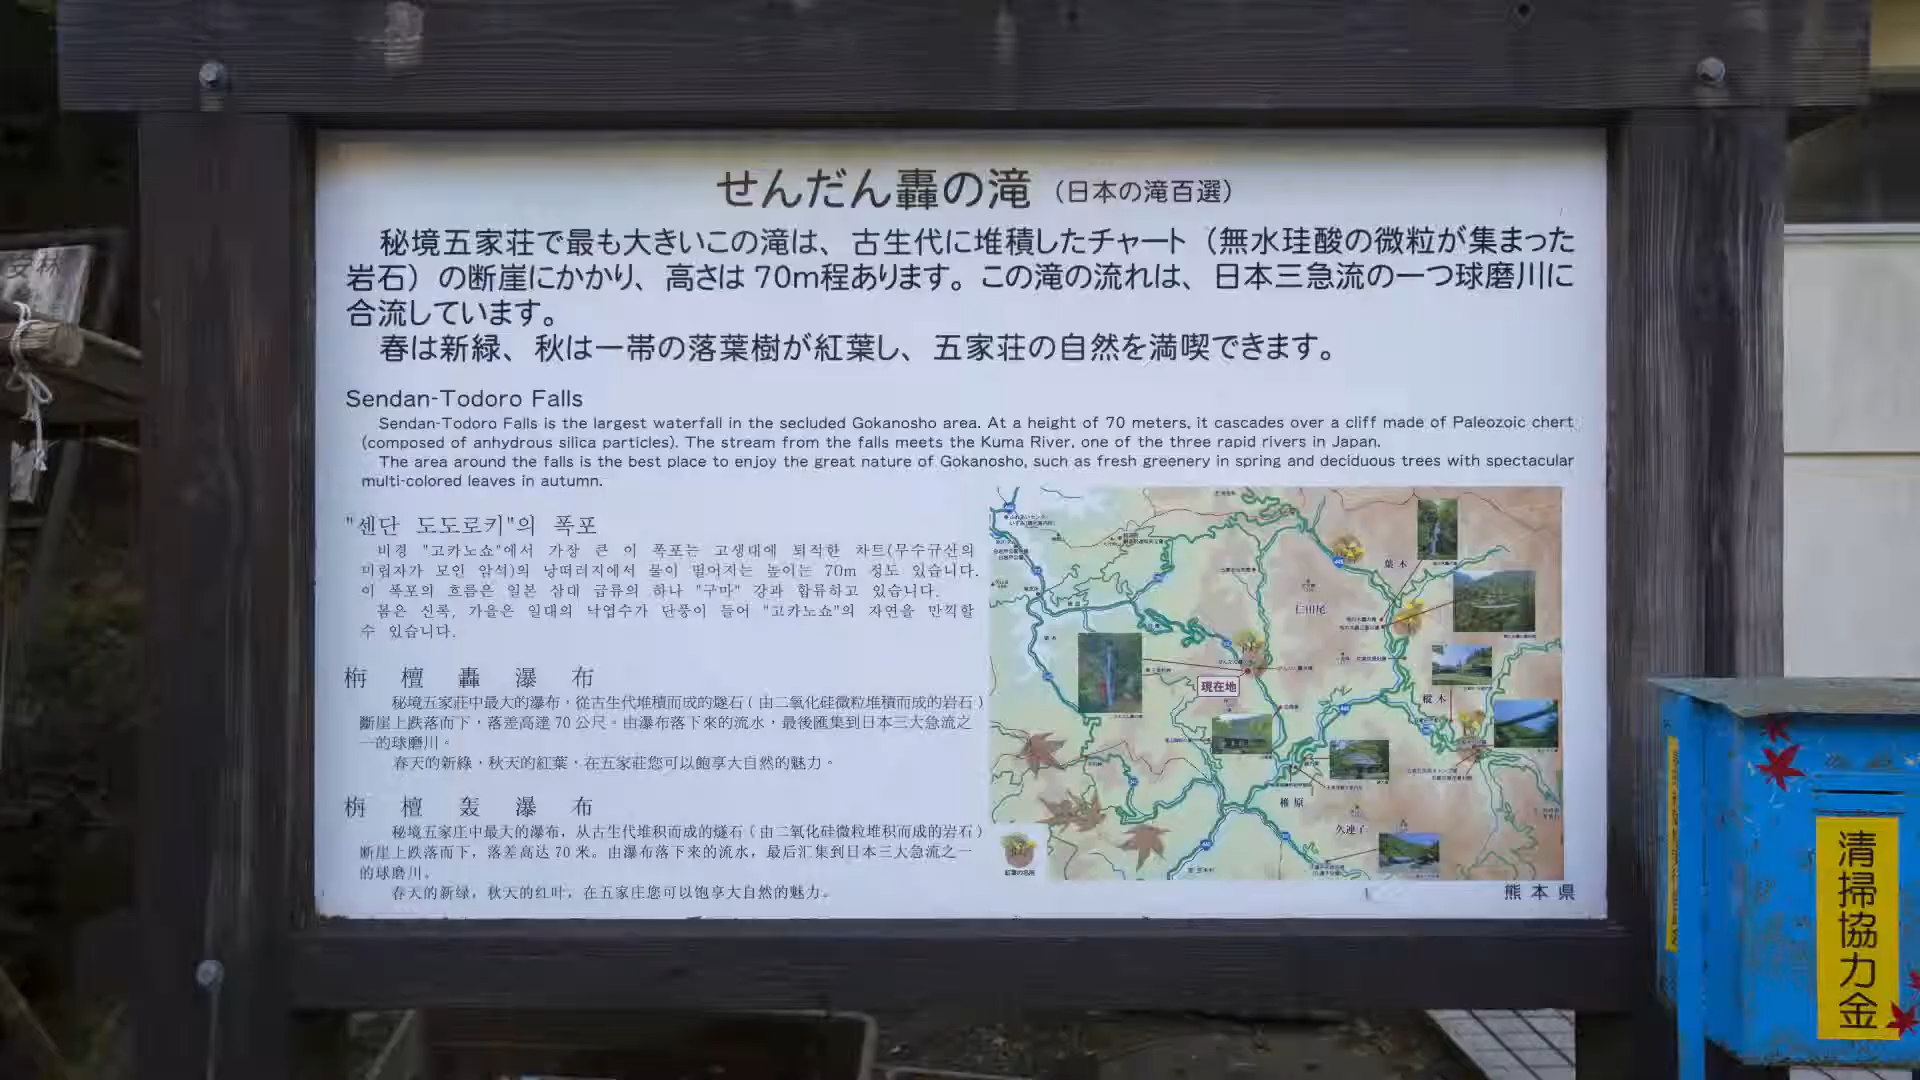 せんだん轟の滝（日本の滝百選）
秘境五家荘で最も大きいこの滝は、古生代に堆積したチャート（無水珪酸の微粒が集まった
岩石）の断崖にかかり、高さは70m程あります。この滝の流れは、日本三急流の一つ球磨川に
合流しています。
春は新緑、秋は一帯の落葉樹が紅葉し、五家荘の自然を満喫できます。
Sendan-Todoro Falls
Sendan-Todoro Falls is the largest waterfall in the secluded Gokanosho area. At a height of 70 meters, it cascades over a cliff made of Paleozoic chert
(composed of anhydrous silica particles). The stream from the falls meets the Kuma River, one of the three rapid rivers in Japan.
The area around the falls is the best place to enjoy the great nature of Gokanosho, such as fresh greenery in spring and deciduous trees with spectacular
multi-colored leaves in autumn.
"센단 도도로키"의 폭포
비경 "고카노쇼"에서 가장 큰 이 폭포는 고생대에 퇴적한 차트(무수규산의
미립자가 모인 암석)의 낭떠러지에서 물이 떨어지는 높이는 70m 정도 있습니다.
이 폭포의 흐름은 일본 삼대 급류의 하나 "구마" 강과 합류하고 있습니다.
봄은 신록, 가을은 일대의 낙엽수가 단풍이 들어 "고카노쇼"의 자연을 만끽할
수 있습니다.
栴檀轟瀑布
秘境五家莊中最大的瀑布，從古生代堆積而成的燧石（由二氧化硅微粒堆積而成的岩石）
斷崖上跌落而下，落差高達70公尺。由瀑布落下來的流水，最後匯集到日本三大急流之
一的球磨川。
春天的新綠，秋天的紅葉，在五家莊您可以飽享大自然的魅力。
栴檀轰瀑布
秘境五家庄中最大的瀑布，从古生代堆积而成的燧石（由二氧化硅微粒堆积而成的岩石）
断崖上跌落而下，落差高达70米。由瀑布落下来的流水，最后汇集到日本三大急流之一
的球磨川。
春天的新绿，秋天的红叶，在五家庄您可以饱享大自然的魅力。
葉木
仁田尾
樅木
現在地
椎原
久連子
紅葉の名所
熊本県
清掃協力金